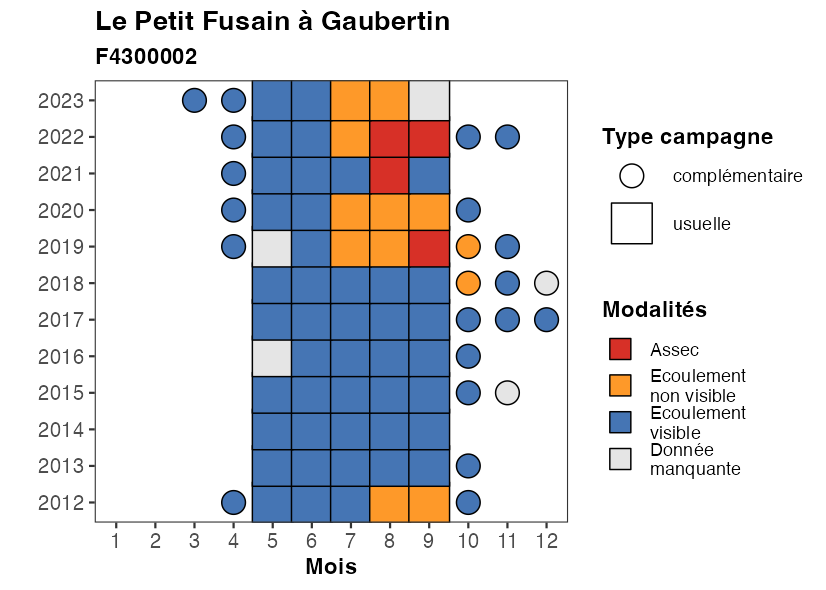 Le Petit Fusain à Gaubertin
F4300002
2023
2022
2021
2020
2019
2018
2017
2016
2015
2014
2013
2012
1 2 3 4 5 6 7 8 9 10 11 12
Mois
Type campagne
complémentaire
usuelle
Modalités
Assec
Ecoulement
non visible
Ecoulement
visible
Donnée
manquante